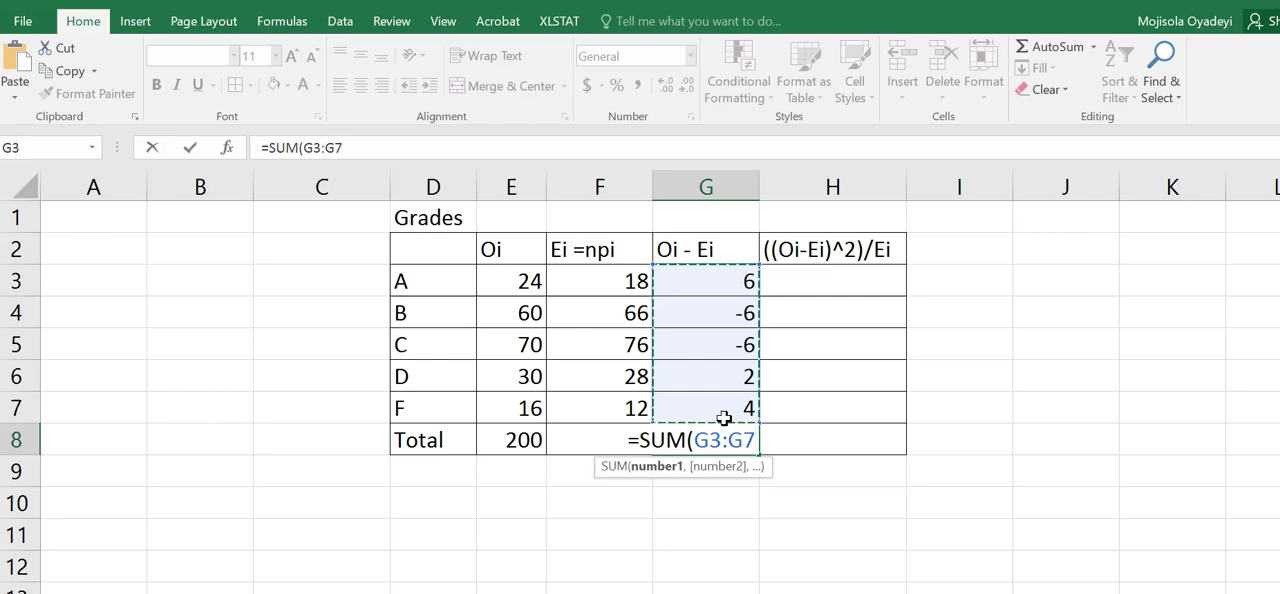 File Home Insert Page Layout Formulas Data Review View Acrobat XLSTAT Tell me what you want to do... Mojisola Oyadeyi
Paste Cut Copy Format Painter
11
B I U A
Wrap Text
Merge & Center
General
$ % ,
Conditional Formatting
Format as Table
Cell Styles
Insert Delete Format
AutoSum
Fill
Clear
Sort & Filter
Find & Select
Clipboard Font Alignment Number Styles Cells Editing
G3 fx =SUM(G3:G7
A B C D E F G H I J K
1 Grades
2 Oi Ei =npi Oi - Ei ((Oi-Ei)^2)/Ei
3 A 24 18 6
4 B 60 66 -6
5 C 70 76 -6
6 D 30 28 2
7 F 16 12 4
8 Total 200 =SUM(G3:G7
SUM(number1, [number2], ...)
9
10
11
12